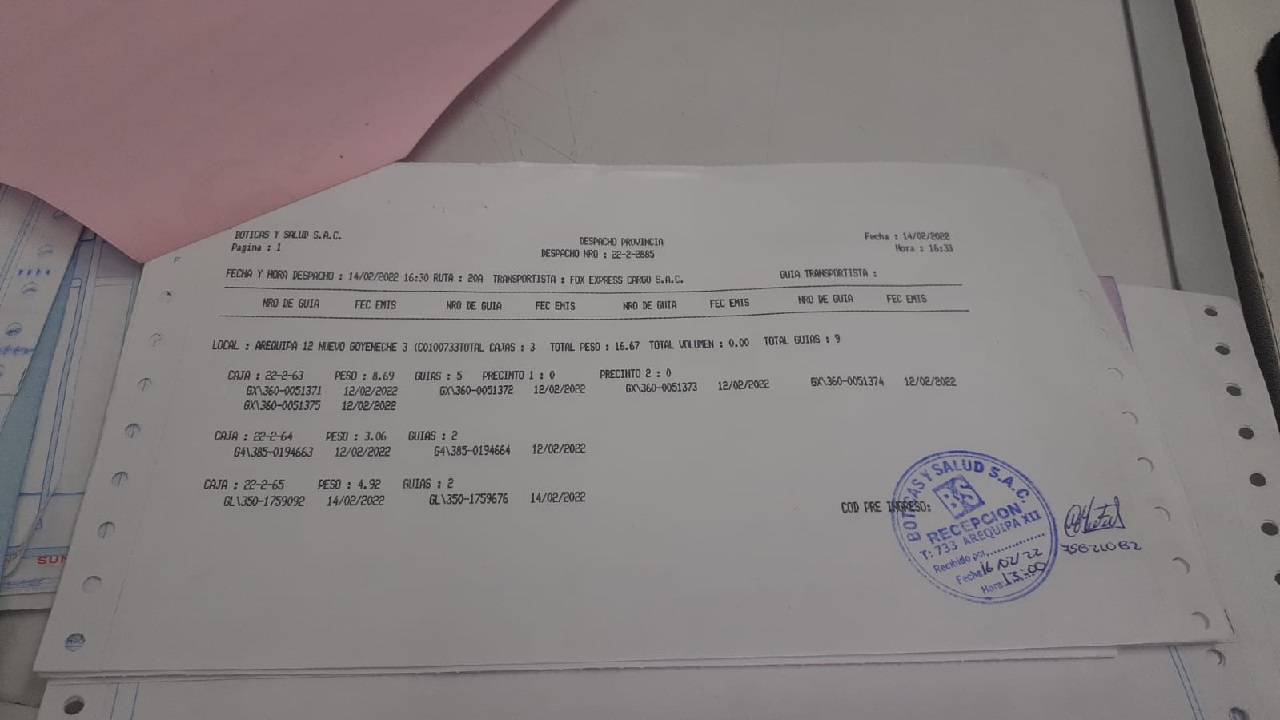 BOTICAS Y SALUD S.A.C.
Pagina : 1
DESPACHO PROVINCIA
DESPACHO NRO : 22-2-2885
Fecha : 14/02/2022
Hora : 16:33
FECHA Y HORA DESPACHO : 14/02/2022 16:30 RUTA : 20A TRANSPORTISTA : FOX EXPRESS CARGO S.A.C. GUIA TRANSPORTISTA :
NRO DE GUIA FEC EMIS NRO DE GUIA FEC EMIS NRO DE GUIA FEC EMIS NRO DE GUIA FEC EMIS
LOCAL : AREQUIPA 12 NUEVO GOYENECHE 3 (CO100733TOTAL CAJAS : 3 TOTAL PESO : 16.67 TOTAL VOLUMEN : 0.00 TOTAL GUIAS : 9
CAJA : 22-2-63 PESO : 8.69 GUIAS : 5 PRECINTO 1 : 0 PRECINTO 2 : 0
GX\360-0051371 12/02/2022 GX\360-0051372 12/02/2022 GX\360-0051373 12/02/2022 GX\360-0051374 12/02/2022
GX\360-0051375 12/02/2022
CAJA : 22-2-64 PESO : 3.06 GUIAS : 2
G4\385-0194663 12/02/2022 G4\385-0194664 12/02/2022
CAJA : 22-2-65 PESO : 4.92 GUIAS : 2
GL\350-1759092 14/02/2022 GL\350-1759676 14/02/2022
COD PRE INGRESO:
BOTICAS Y SALUD S.A.C.
BS
RECEPCION
T: 733 AREQUIPA XII
Recibido por
Fecha 16/02/22
Hora: 13:00
SUN